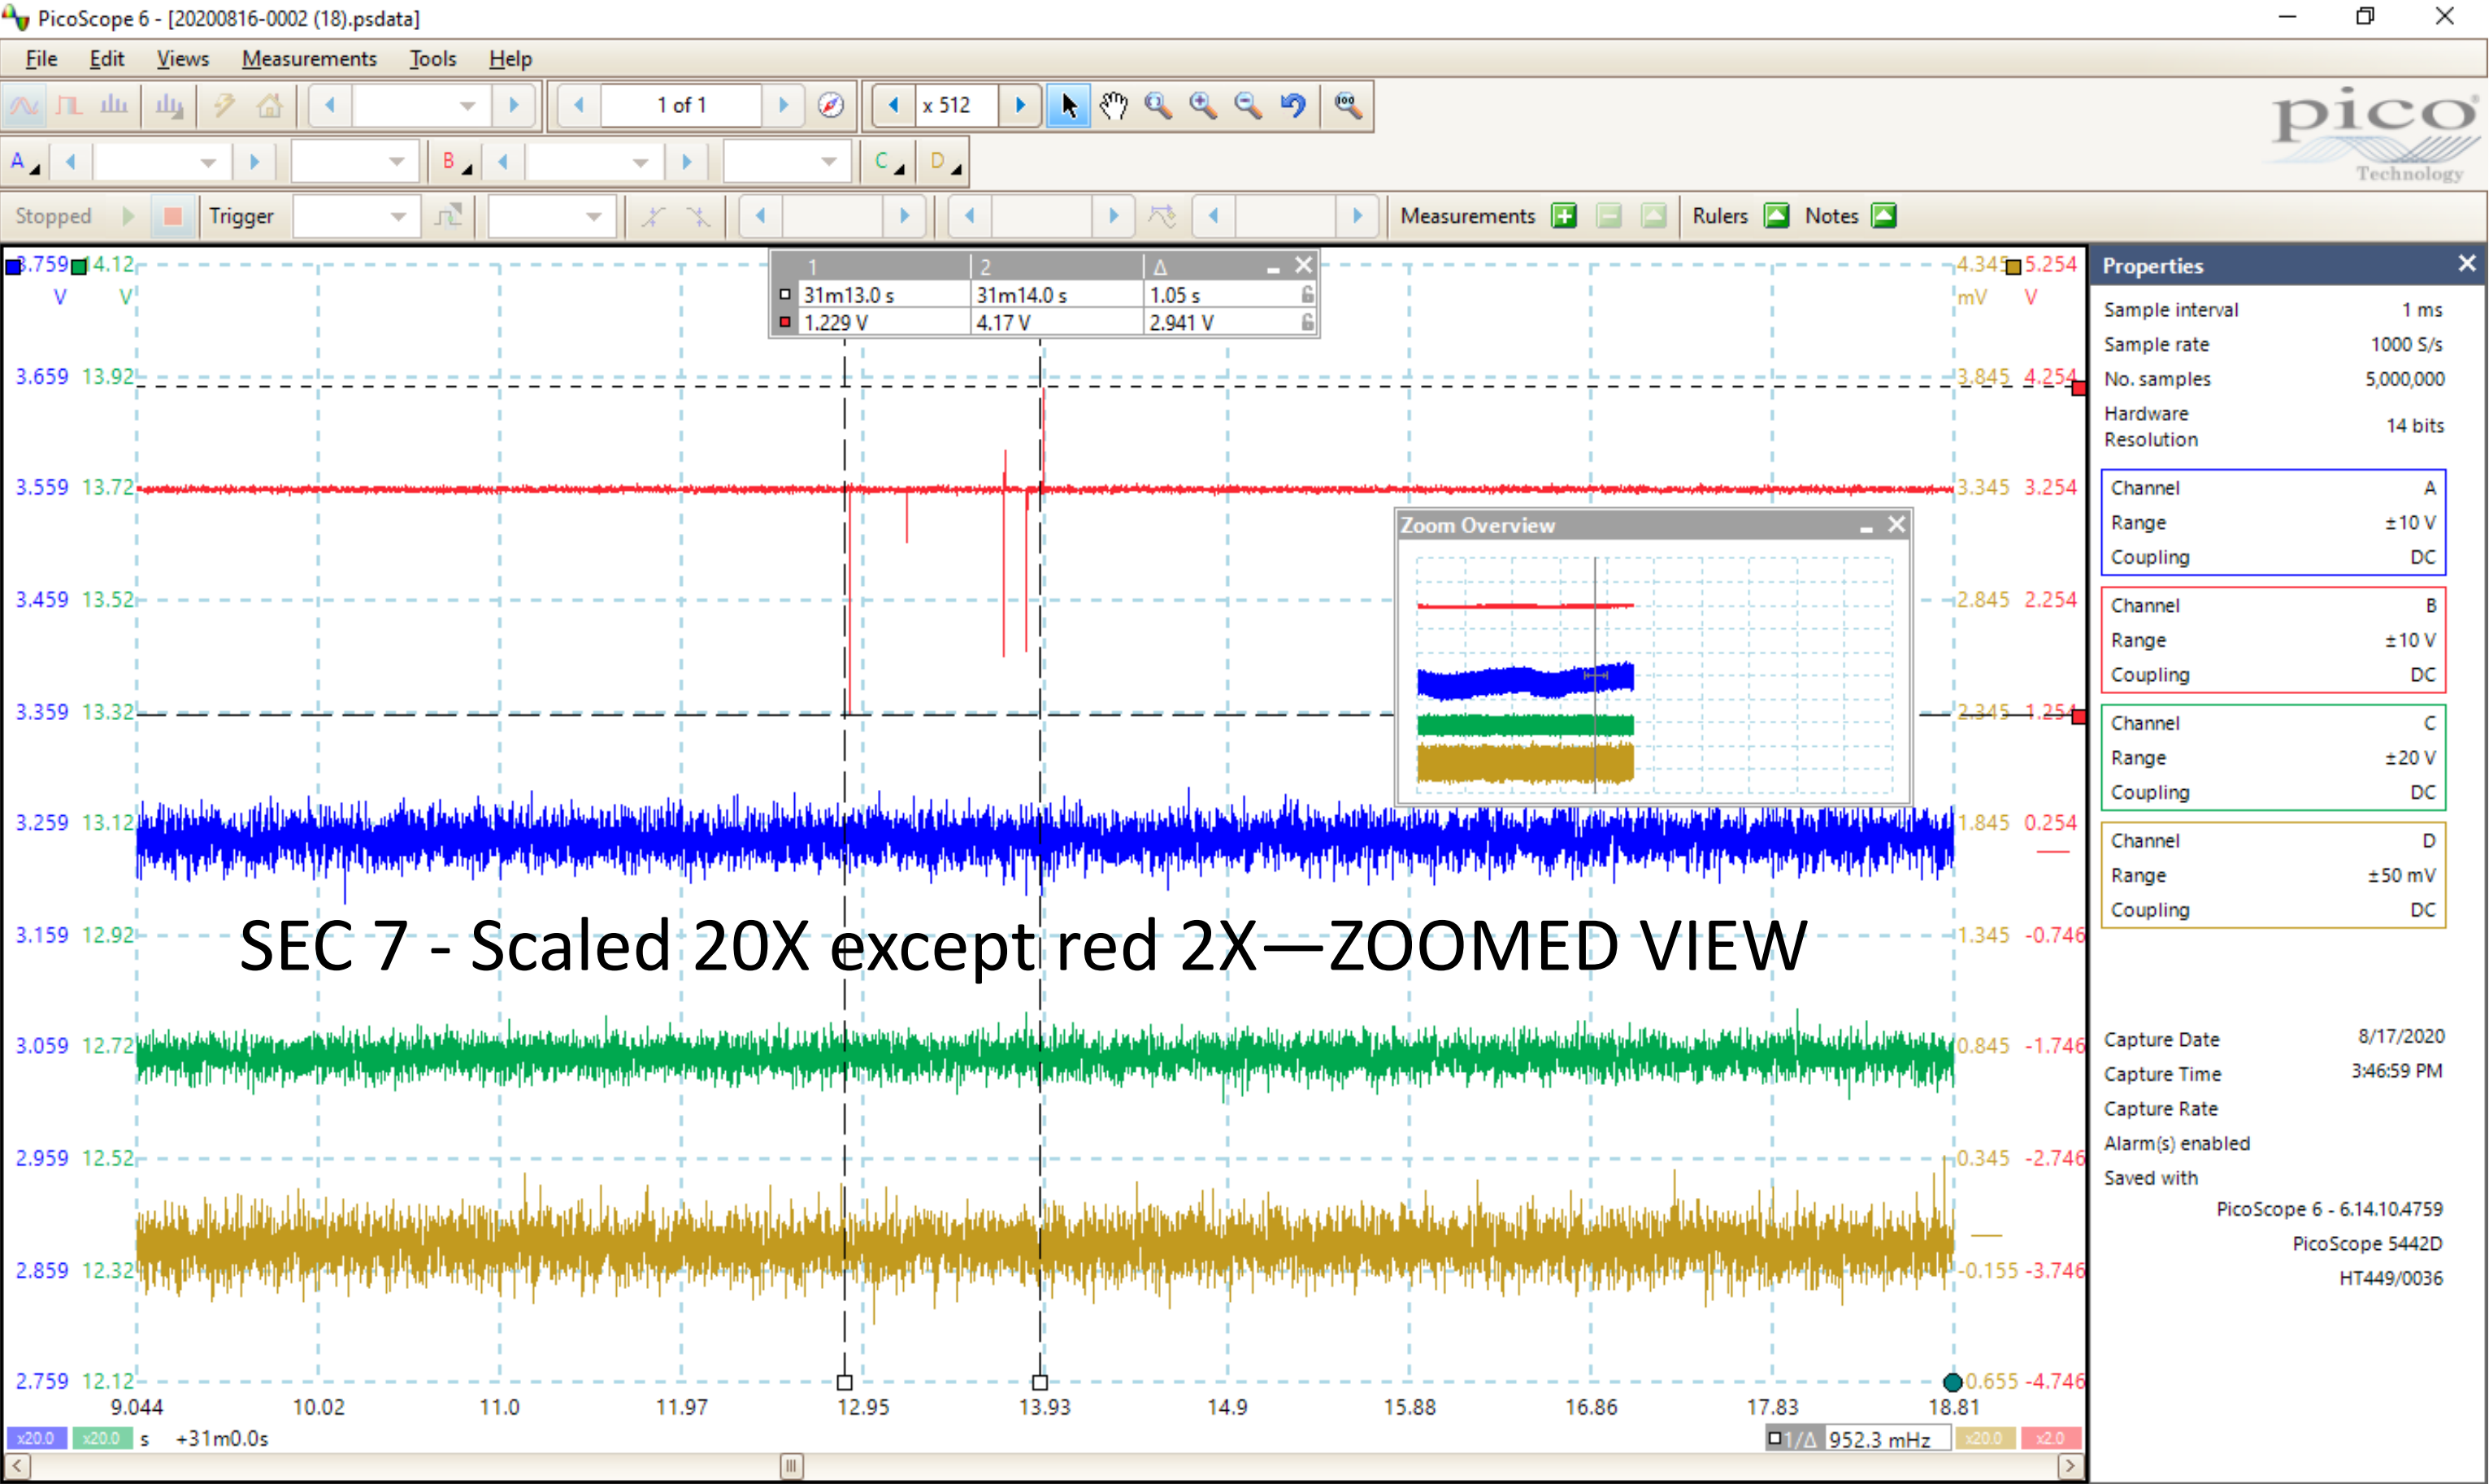 PicoScope 6 - [20200816-0002 (18).psdata]
File Edit Views Measurements Tools Help
1 of 1 x 512
pico
Technology
A B C D
Stopped Trigger Measurements Rulers Notes
1 2 Δ
31m13.0 s 31m14.0 s 1.05 s
1.229 V 4.17 V 2.941 V
3.759 14.12 4.345 5.254
V V mV V
3.659 13.92 3.845 4.254
3.559 13.72 3.345 3.254
3.459 13.52 2.845 2.254
3.359 13.32 2.345 1.254
3.259 13.12 1.845 0.254
3.159 12.92 1.345 -0.746
3.059 12.72 0.845 -1.746
2.959 12.52 0.345 -2.746
2.859 12.32 -0.155 -3.746
2.759 12.12 0.655 -4.746
Zoom Overview
SEC 7 - Scaled 20X except red 2X—ZOOMED VIEW
9.044 10.02 11.0 11.97 12.95 13.93 14.9 15.88 16.86 17.83 18.81
x20.0 x20.0 s +31m0.0s 1/Δ 952.3 mHz x20.0 x2.0
Properties
Sample interval 1 ms
Sample rate 1000 S/s
No. samples 5,000,000
Hardware
Resolution 14 bits
Channel A
Range ±10 V
Coupling DC
Channel B
Range ±10 V
Coupling DC
Channel C
Range ±20 V
Coupling DC
Channel D
Range ±50 mV
Coupling DC
Capture Date 8/17/2020
Capture Time 3:46:59 PM
Capture Rate
Alarm(s) enabled
Saved with
PicoScope 6 - 6.14.10.4759
PicoScope 5442D
HT449/0036